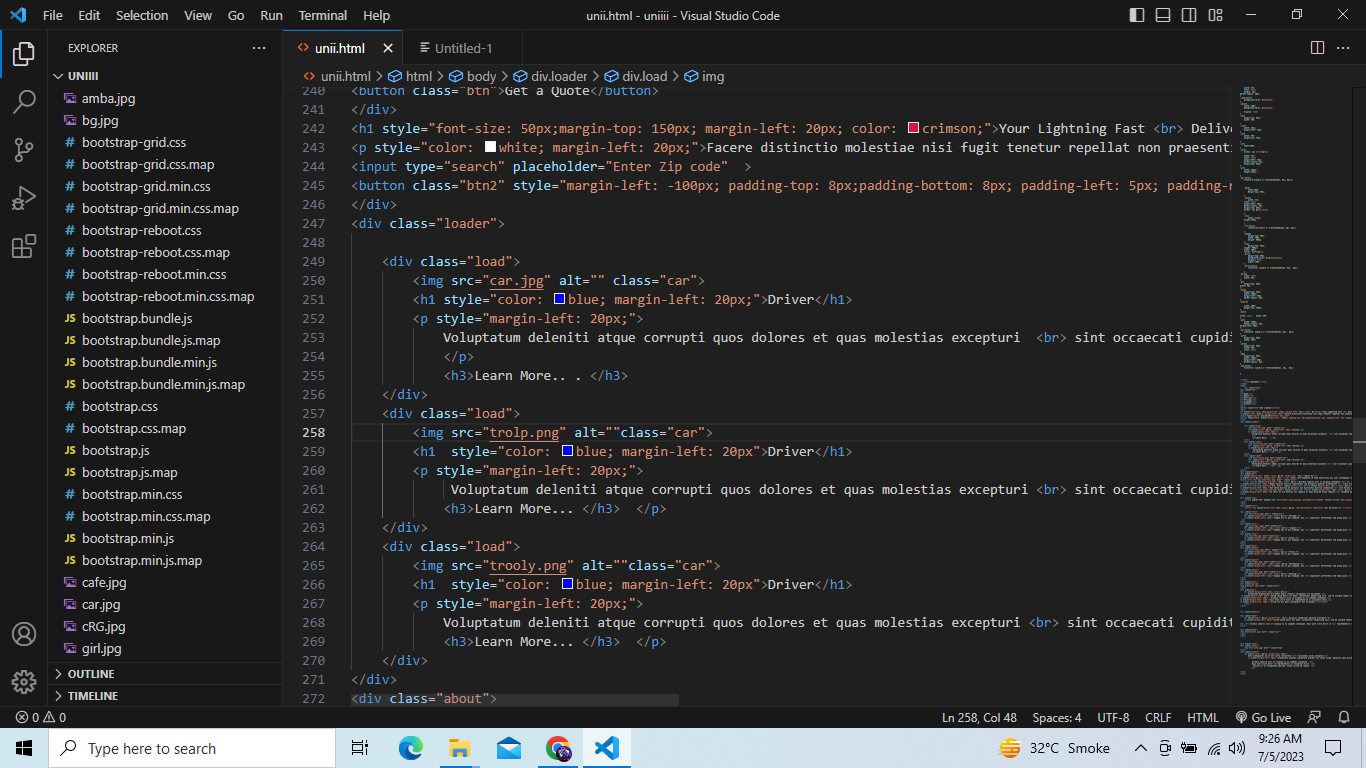 File Edit Selection View Go Run Terminal Help
unii.html - uniiii - Visual Studio Code
EXPLORER
UNIIII
amba.jpg
bg.jpg
# bootstrap-grid.css
# bootstrap-grid.css.map
# bootstrap-grid.min.css
# bootstrap-grid.min.css.map
# bootstrap-reboot.css
# bootstrap-reboot.css.map
# bootstrap-reboot.min.css
# bootstrap-reboot.min.css.map
JS bootstrap.bundle.js
JS bootstrap.bundle.js.map
JS bootstrap.bundle.min.js
JS bootstrap.bundle.min.js.map
# bootstrap.css
# bootstrap.css.map
JS bootstrap.js
JS bootstrap.js.map
# bootstrap.min.css
# bootstrap.min.css.map
JS bootstrap.min.js
JS bootstrap.min.js.map
cafe.jpg
car.jpg
cRG.jpg
girl.jpg
OUTLINE
TIMELINE
unii.html
Untitled-1
unii.html > html > body > div.loader > div.load > img
240 <button class="btn">Get a Quote</button>
241 </div>
242 <h1 style="font-size: 50px;margin-top: 150px; margin-left: 20px; color: crimson;">Your Lightning Fast <br> Deliver
243 <p style="color: white; margin-left: 20px;">Facere distinctio molestiae nisi fugit tenetur repellat non praesenti
244 <input type="search" placeholder="Enter Zip code"  >
245 <button class="btn2" style="margin-left: -100px; padding-top: 8px;padding-bottom: 8px; padding-left: 5px; padding-r
246 </div>
247 <div class="loader">
248
249 <div class="load">
250 <img src="car.jpg" alt="" class="car">
251 <h1 style="color: blue; margin-left: 20px;">Driver</h1>
252 <p style="margin-left: 20px;">
253 Voluptatum deleniti atque corrupti quos dolores et quas molestias excepturi  <br> sint occaecati cupidi
254 </p>
255 <h3>Learn More.. . </h3>
256 </div>
257 <div class="load">
258 <img src="trolp.png" alt=""class="car">
259 <h1  style="color: blue; margin-left: 20px">Driver</h1>
260 <p style="margin-left: 20px;">
261 Voluptatum deleniti atque corrupti quos dolores et quas molestias excepturi <br> sint occaecati cupidi
262 <h3>Learn More... </h3>  </p>
263 </div>
264 <div class="load">
265 <img src="trooly.png" alt=""class="car">
266 <h1  style="color: blue; margin-left: 20px">Driver</h1>
267 <p style="margin-left: 20px;">
268 Voluptatum deleniti atque corrupti quos dolores et quas molestias excepturi <br> sint occaecati cupidit
269 <h3>Learn More... </h3>  </p>
270 </div>
271 </div>
272 <div class="about">
0 0
Ln 258, Col 48 Spaces: 4 UTF-8 CRLF HTML Go Live
Type here to search
32°C Smoke
9:26 AM
7/5/2023